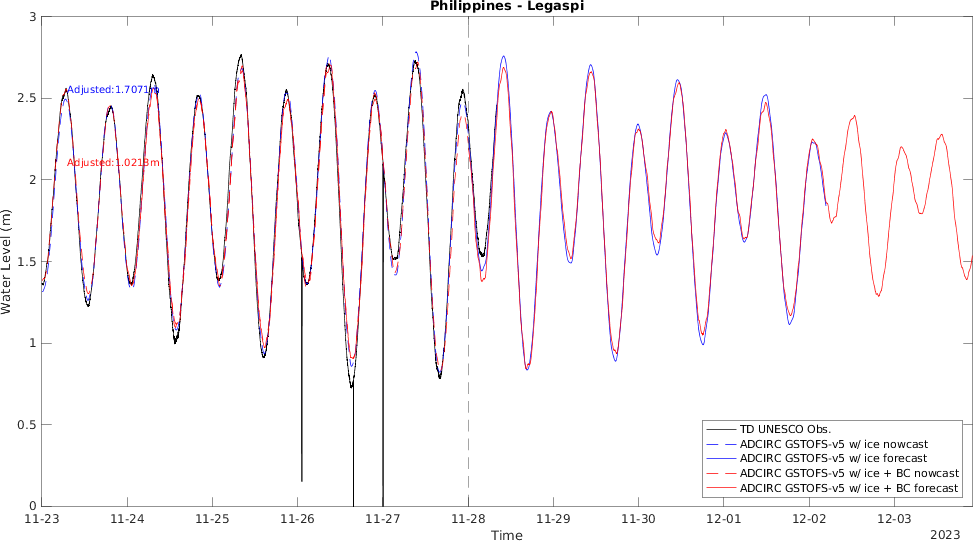 Philippines - Legaspi
3
2.5
2
1.5
1
0.5
0
Water Level (m)
Adjusted:1.7071m
Adjusted:1.0213m
TD UNESCO Obs.
ADCIRC GSTOFS-v5 w/ ice nowcast
ADCIRC GSTOFS-v5 w/ ice forecast
ADCIRC GSTOFS-v5 w/ ice + BC nowcast
ADCIRC GSTOFS-v5 w/ ice + BC forecast
11-23 11-24 11-25 11-26 11-27 11-28 11-29 11-30 12-01 12-02 12-03
Time
2023